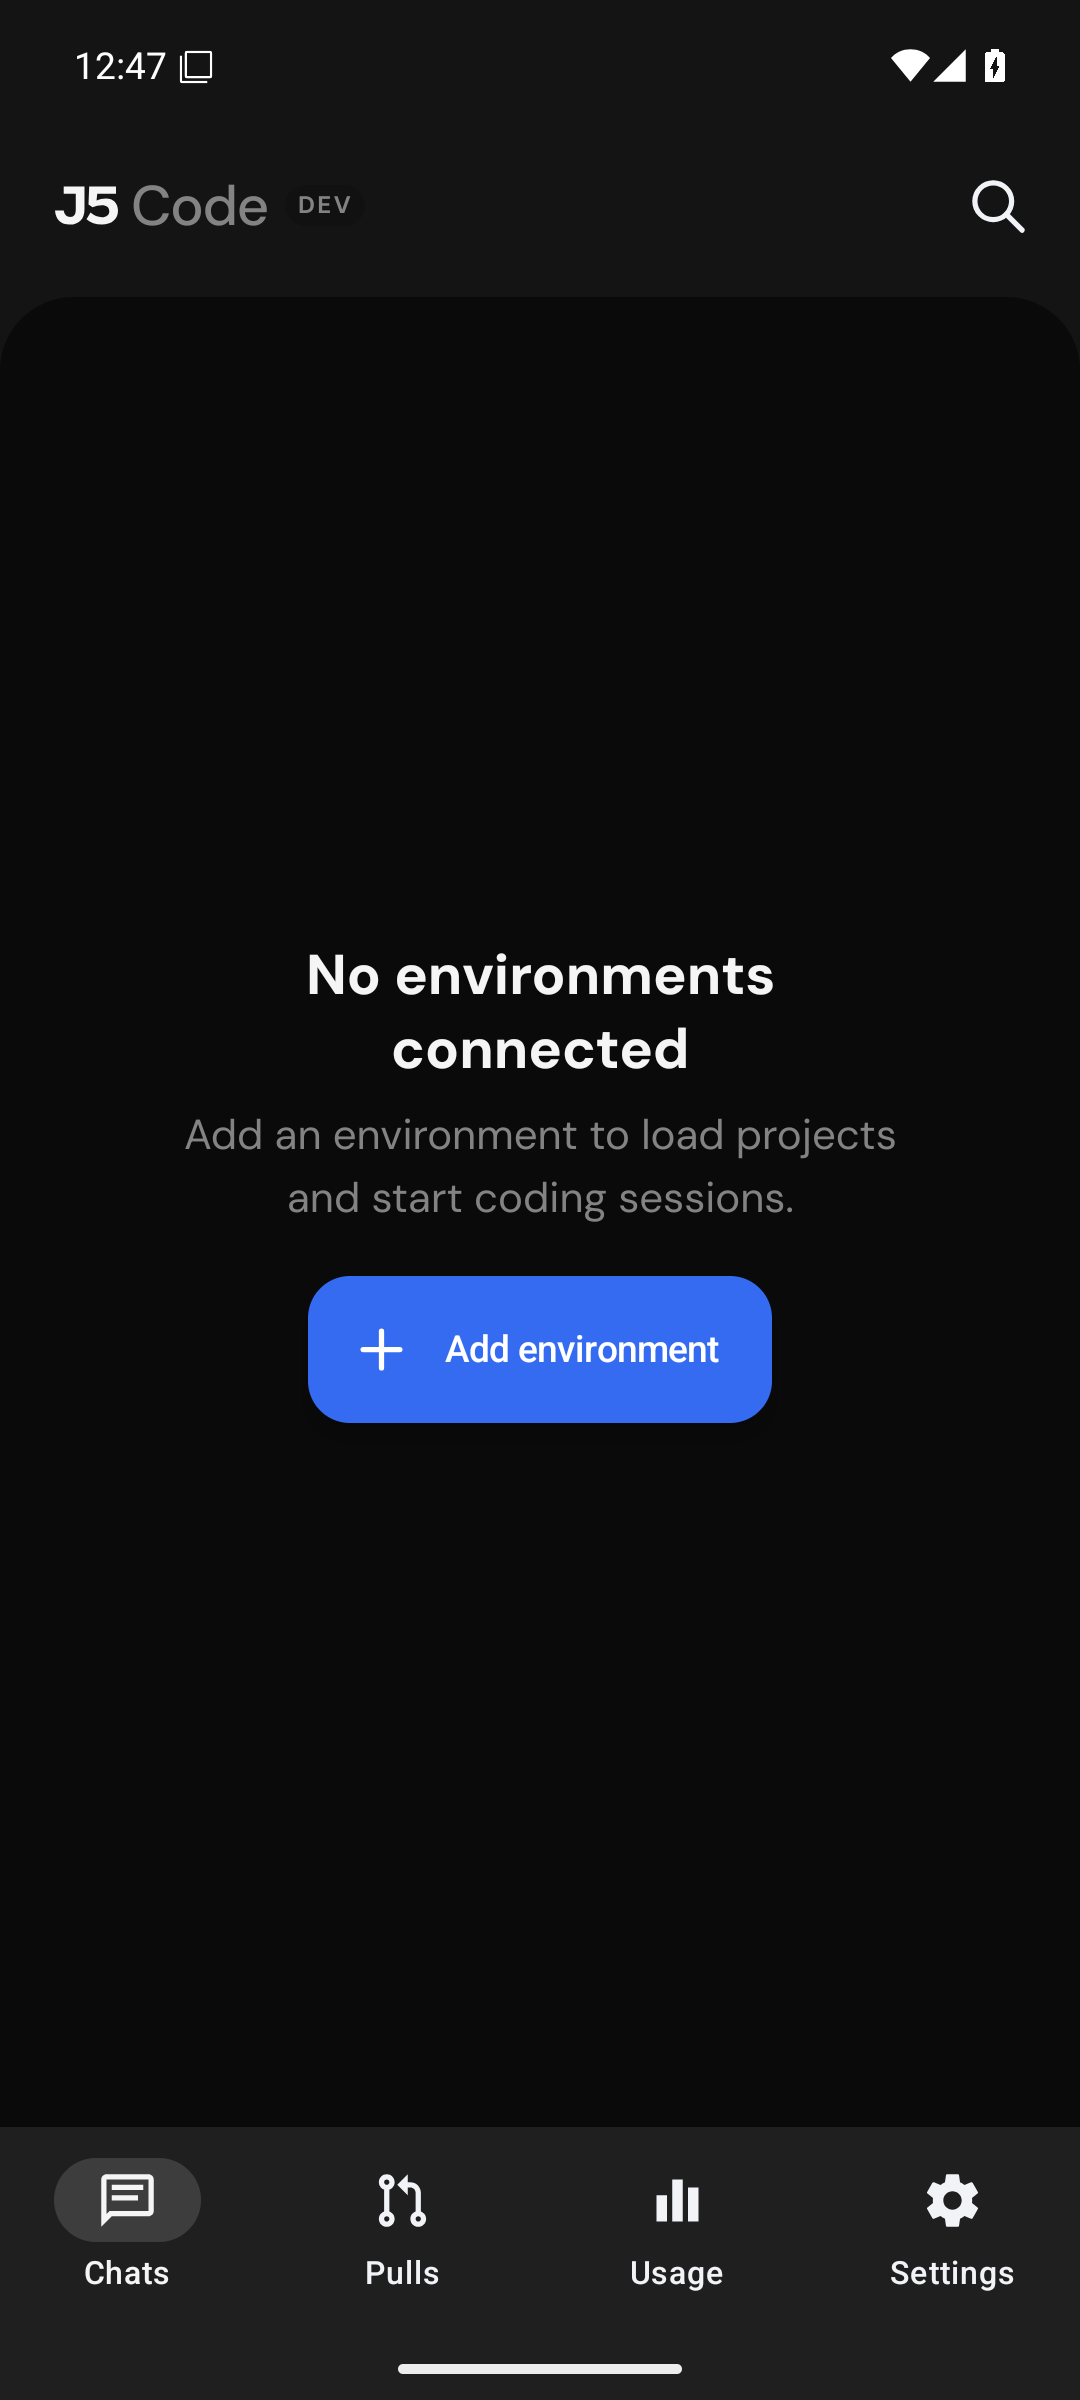 12:47
J5 Code DEV
No environments
connected
Add an environment to load projects
and start coding sessions.
Add environment
Chats Pulls Usage Settings